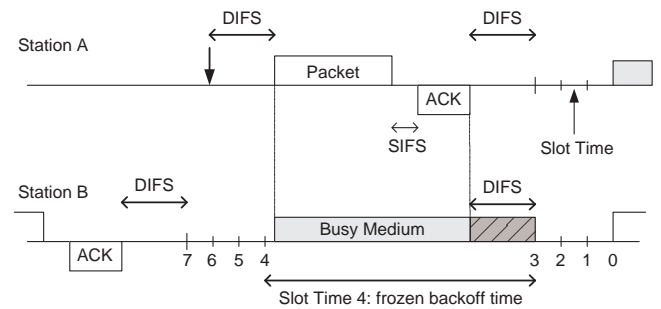 DIFS DIFS
Station A
Packet
ACK
SIFS
Slot Time
Station B
DIFS DIFS
Busy Medium
ACK
7 6 5 4 3 2 1 0
Slot Time 4: frozen backoff time